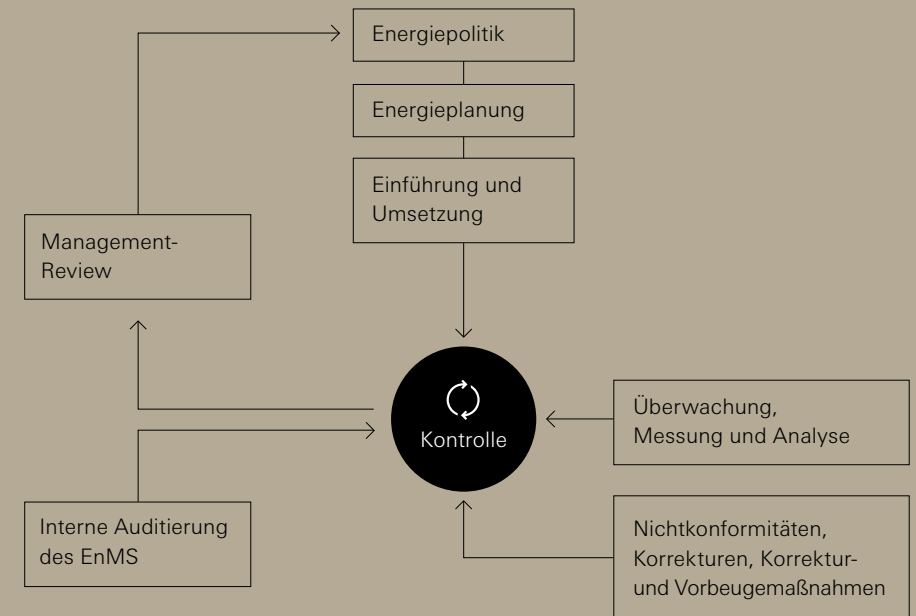 Energiepolitik
Energieplanung
Einführung und
Umsetzung
Management-
Review
Kontrolle
Überwachung,
Messung und Analyse
Interne Auditierung
des EnMS
Nichtkonformitäten,
Korrekturen, Korrektur-
und Vorbeugemaßnahmen